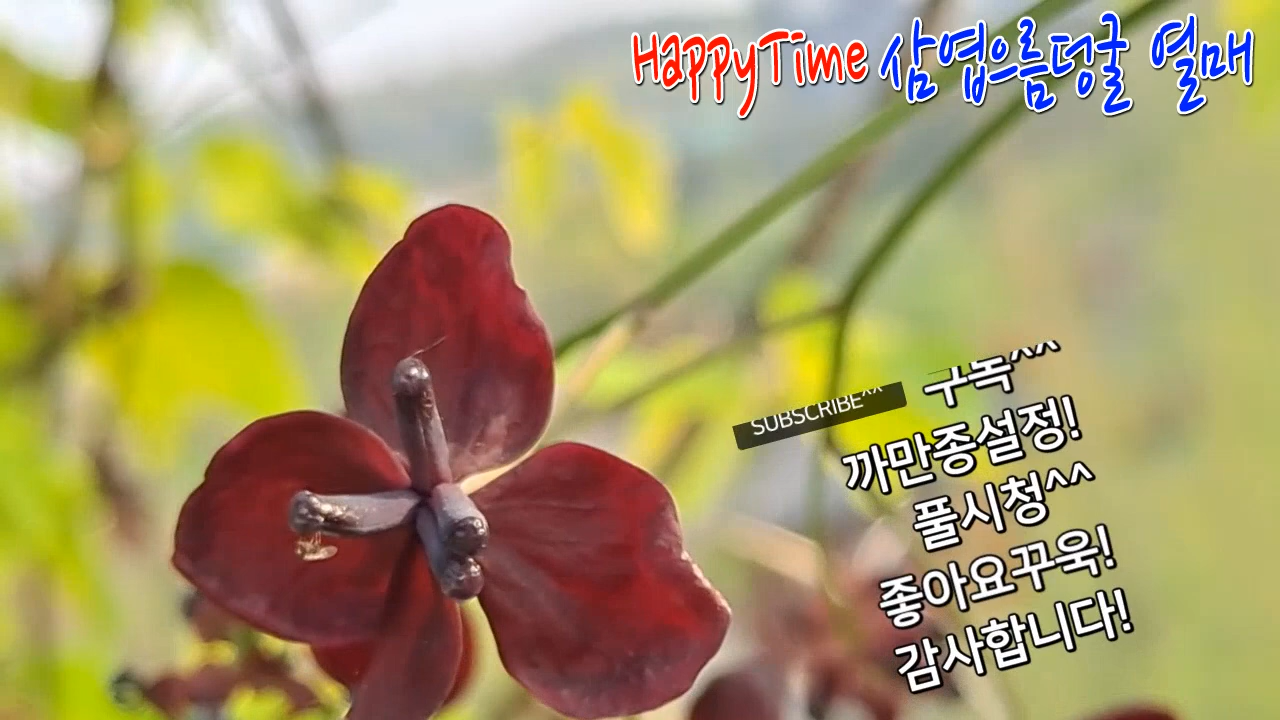 HappyTime 삼엽으름덩굴 열매
SUBSCRIBE^^
구독^^
까만종설정!
풀시청^^
좋아요꾸욱!
감사합니다!